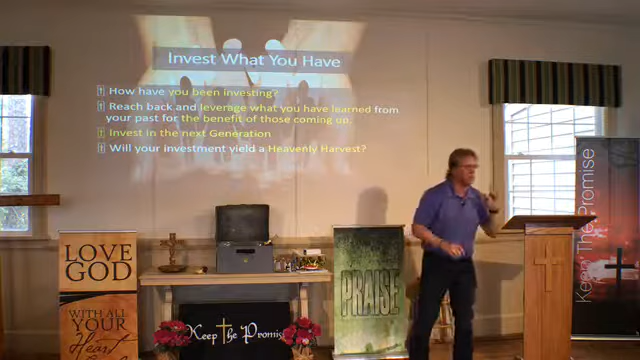 Invest What You Have
How have you been investing?
Reach back and leverage what you have learned from
your past for the benefit of those coming up.
Invest in the next Generation
Will your investment yield a Heavenly Harvest?
LOVE
GOD
WITH ALL
YOUR
Heart
PRAISE
Keep the Promise
Keepin' The Promise